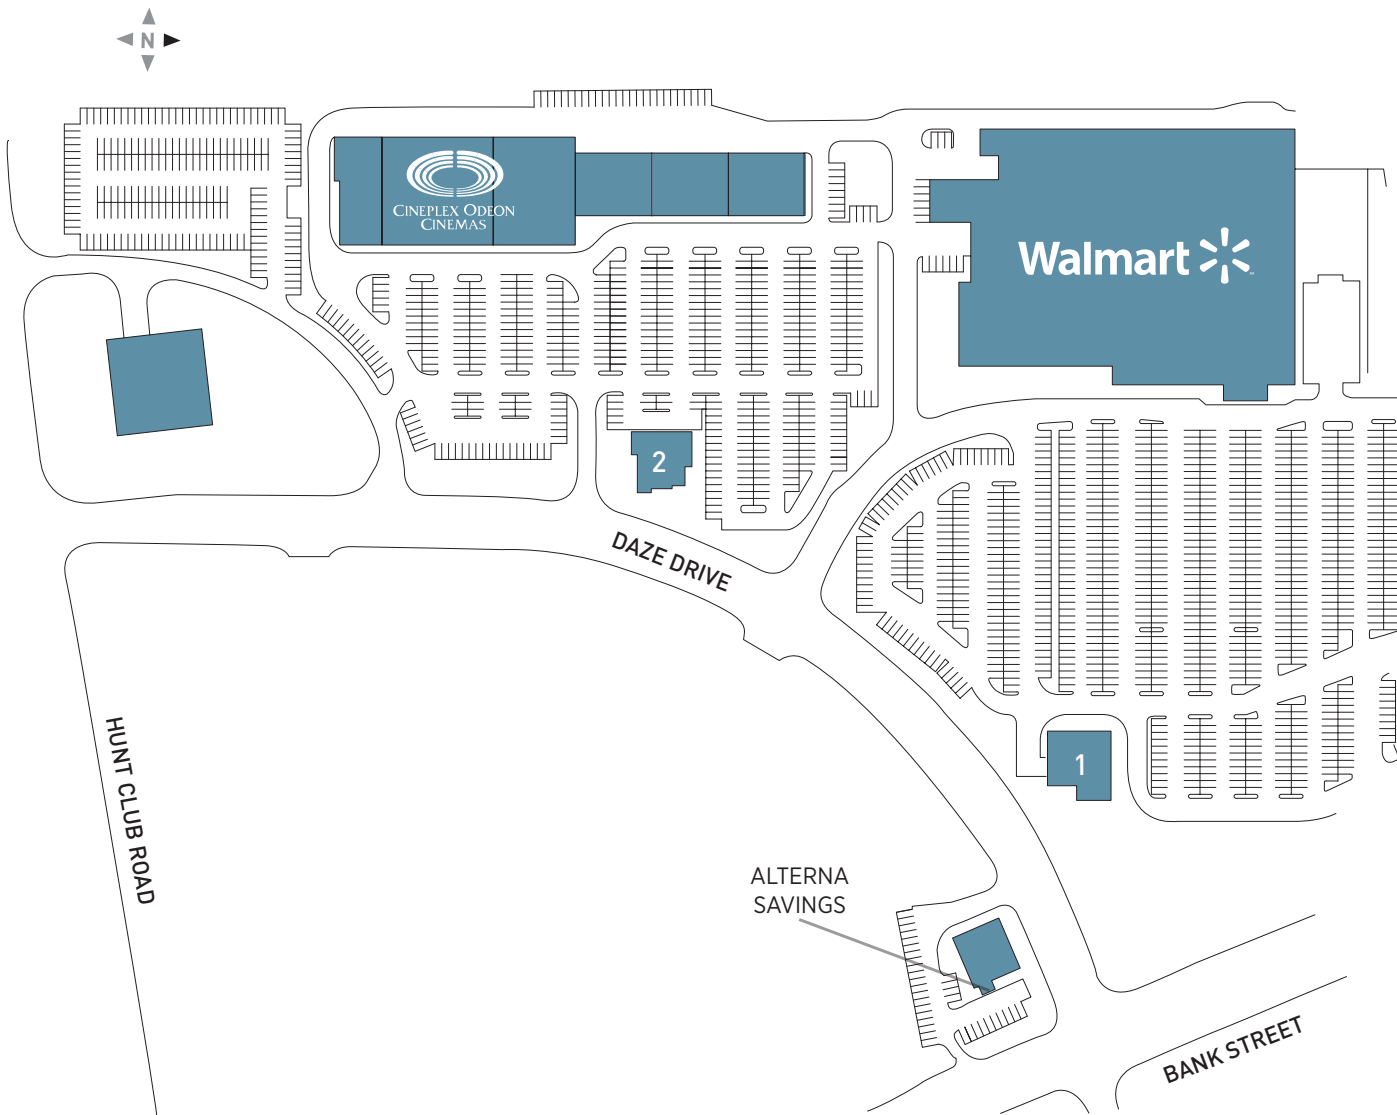 N
CINEPLEX ODEON
CINEMAS
Walmart
2
DAZE DRIVE
1
HUNT CLUB ROAD
ALTERNA
SAVINGS
BANK STREET